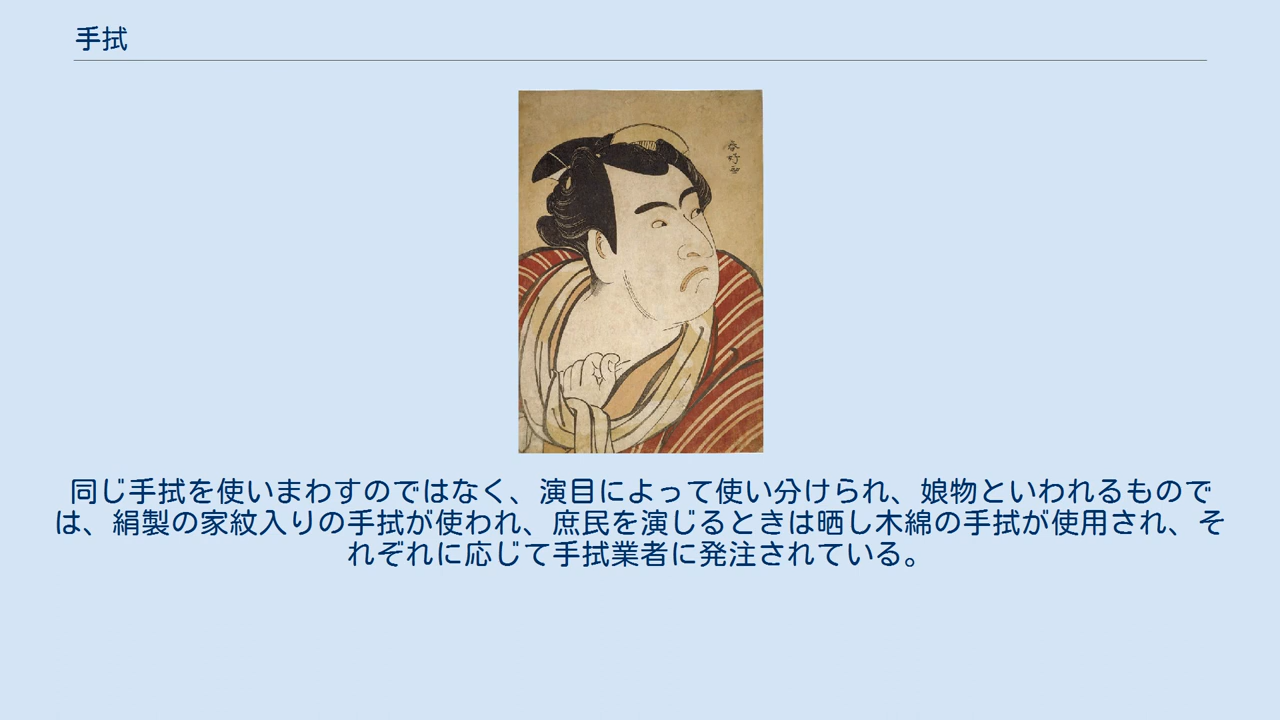 手拭
春好画
同じ手拭を使いまわすのではなく、演目によって使い分けられ、娘物といわれるもので
は、絹製の家紋入りの手拭が使われ、庶民を演じるときは晒し木綿の手拭が使用され、そ
れぞれに応じて手拭業者に発注されている。